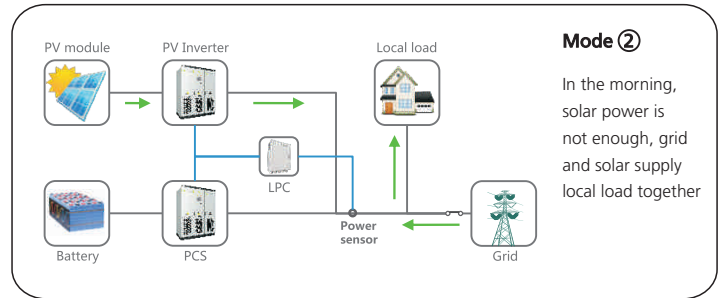 PV module
PV Inverter
Local load
LPC
Battery
PCS
Power
sensor
Grid
Mode ②
In the morning,
solar power is
not enough, grid
and solar supply
local load together